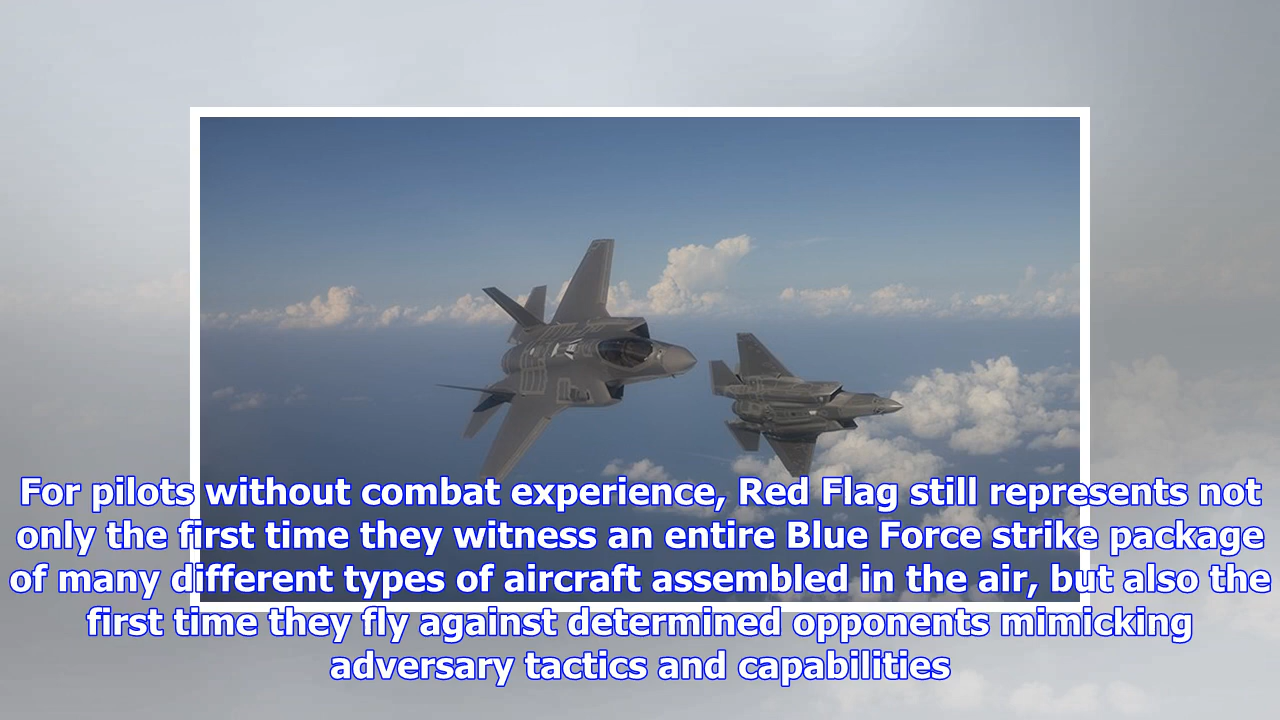 For pilots without combat experience, Red Flag still represents not
only the first time they witness an entire Blue Force strike package
of many different types of aircraft assembled in the air, but also the
first time they fly against determined opponents mimicking
adversary tactics and capabilities